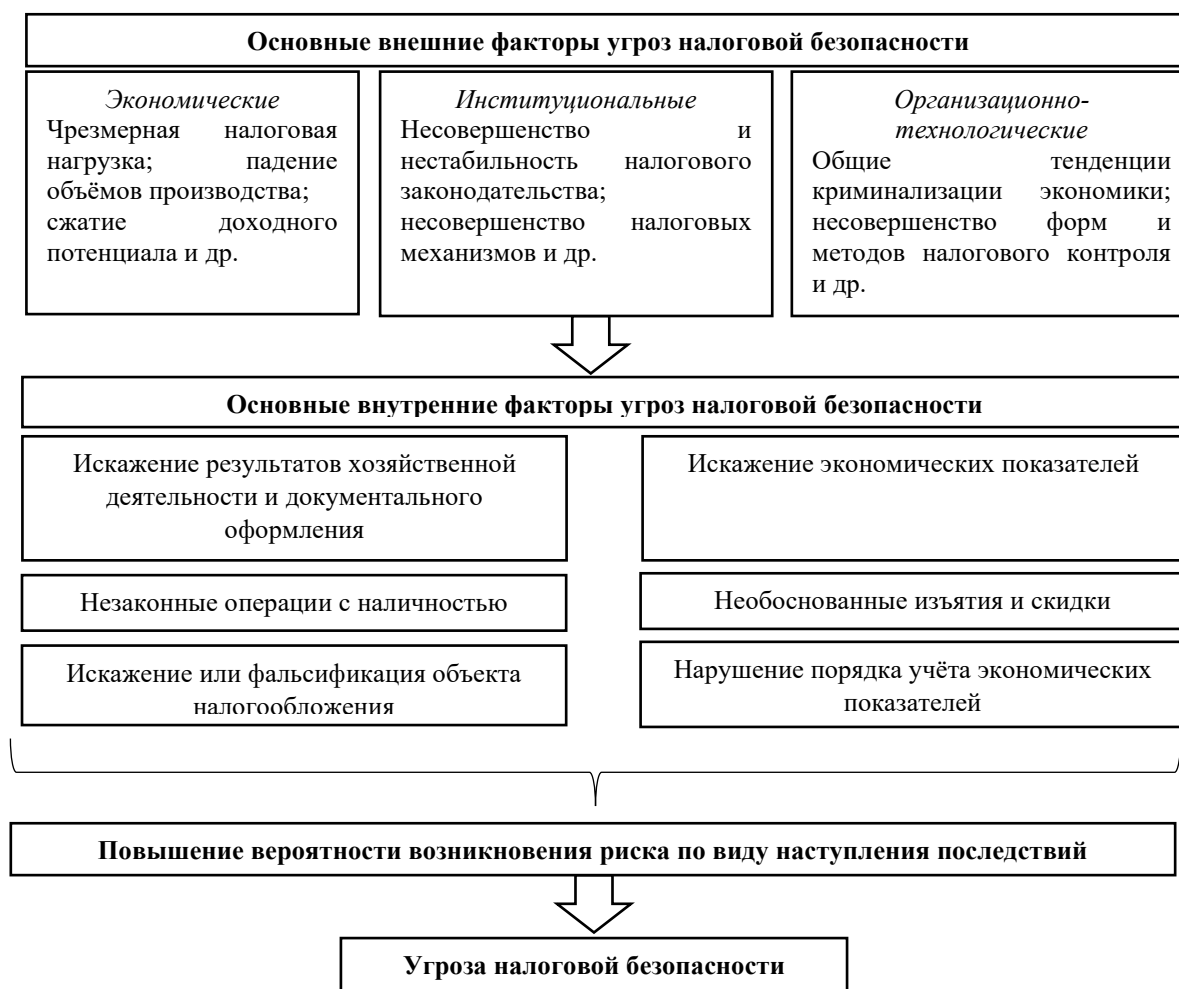 Основные внешние факторы угроз налоговой безопасности
Экономические
Чрезмерная налоговая
нагрузка; падение
объёмов производства;
сжатие доходного
потенциала и др.
Институциональные
Несовершенство и
нестабильность налогового
законодательства;
несовершенство налоговых
механизмов и др.
Организационно-
технологические
Общие тенденции
криминализации экономики;
несовершенство форм и
методов налогового контроля
и др.
Основные внутренние факторы угроз налоговой безопасности
Искажение результатов хозяйственной
деятельности и документального
оформления
Искажение экономических показателей
Незаконные операции с наличностью
Необоснованные изъятия и скидки
Искажение или фальсификация объекта
налогообложения
Нарушение порядка учёта экономических
показателей
Повышение вероятности возникновения риска по виду наступления последствий
Угроза налоговой безопасности